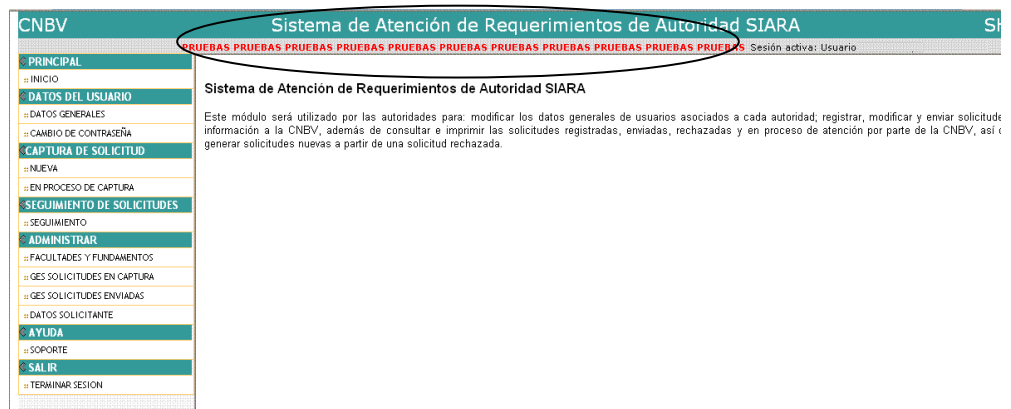 CNBV Sistema de Atención de Requerimientos de Autoridad SIARA
PRUEBAS PRUEBAS PRUEBAS PRUEBAS PRUEBAS PRUEBAS PRUEBAS PRUEBAS PRUEBAS PRUEBAS PRUEBAS Sesión activa: Usuario
PRINCIPAL
:: INICIO
DATOS DEL USUARIO
:: DATOS GENERALES
:: CAMBIO DE CONTRASEÑA
CAPTURA DE SOLICITUD
:: NUEVA
:: EN PROCESO DE CAPTURA
SEGUIMIENTO DE SOLICITUDES
:: SEGUIMIENTO
ADMINISTRAR
:: FACULTADES Y FUNDAMENTOS
:: GES SOLICITUDES EN CAPTURA
:: GES SOLICITUDES ENVIADAS
:: DATOS SOLICITANTE
AYUDA
:: SOPORTE
SALIR
:: TERMINAR SESION
Sistema de Atención de Requerimientos de Autoridad SIARA
Este módulo será utilizado por las autoridades para: modificar los datos generales de usuarios asociados a cada autoridad; registrar, modificar y enviar solicitude
información a la CNBV, además de consultar e imprimir las solicitudes registradas, enviadas, rechazadas y en proceso de atención por parte de la CNBV, así
generar solicitudes nuevas a partir de una solicitud rechazada.